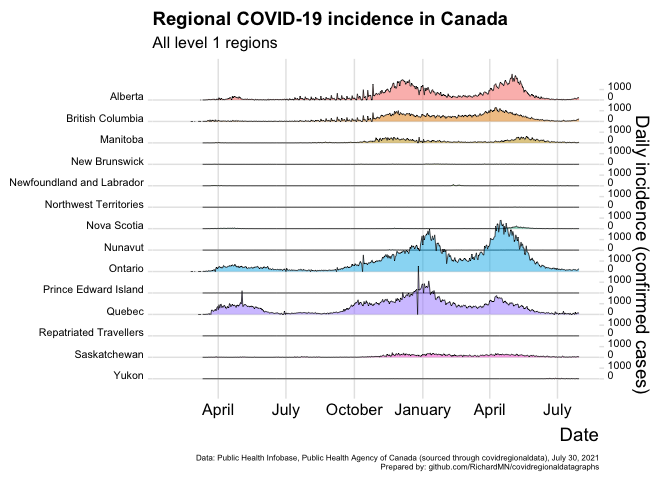 Regional COVID-19 incidence in Canada
All level 1 regions
Alberta
British Columbia
Manitoba
New Brunswick
Newfoundland and Labrador
Northwest Territories
Nova Scotia
Nunavut
Ontario
Prince Edward Island
Quebec
Repatriated Travellers
Saskatchewan
Yukon
1000
0
1000
0
1000
0
1000
0
1000
0
1000
0
1000
0
1000
0
1000
0
1000
0
1000
0
1000
0
1000
0
1000
0
Daily incidence (confirmed cases)
April
July
October
January
April
July
Date
Data: Public Health Infobase, Public Health Agency of Canada (sourced through covidregionaldata), July 30, 2021
Prepared by: github.com/RichardMN/covidregionaldatagraphs